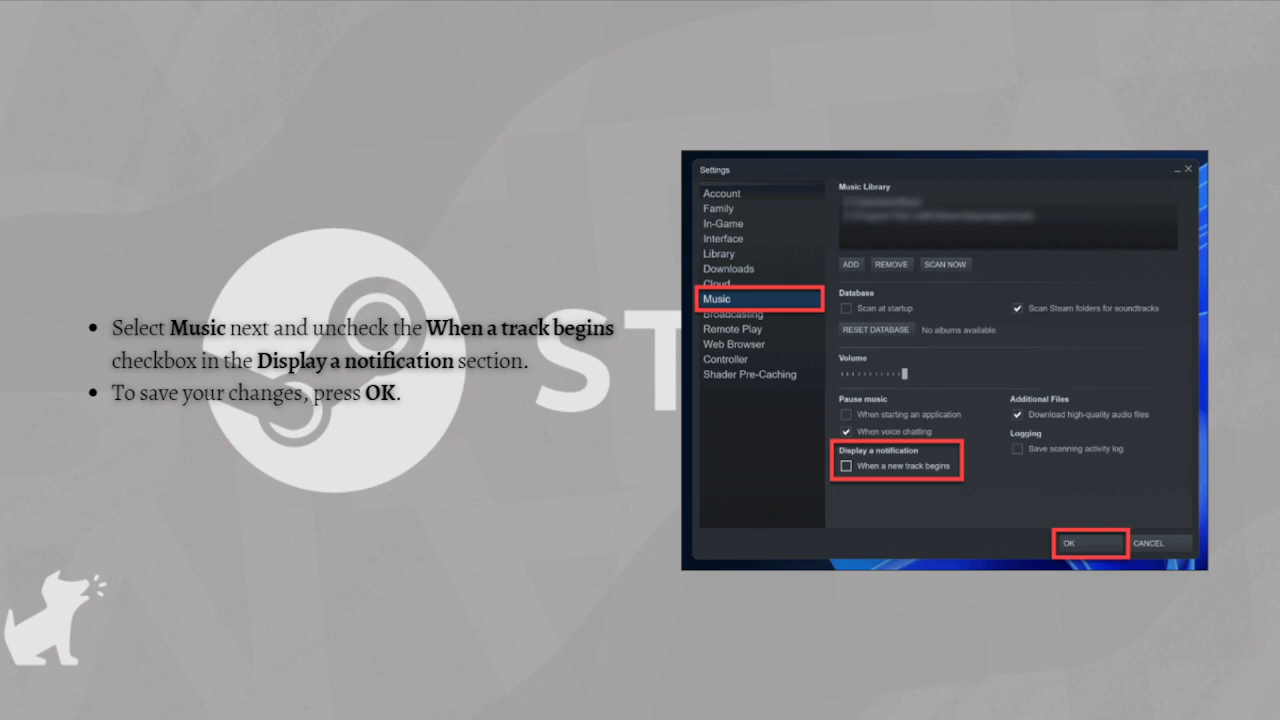 • Select Music next and uncheck the When a track begins
checkbox in the Display a notification section.
• To save your changes, press OK.
ST
Settings
Account
Family
In-Game
Interface
Library
Downloads
Cloud
Music
Broadcasting
Remote Play
Web Browser
Controller
Shader Pre-Caching
Music Library
ADD REMOVE SCAN NOW
Database
Scan at startup Scan Steam folders for soundtracks
RESET DATABASE No albums available.
Volume
Pause music Additional Files
When starting an application Download high-quality audio files
When voice chatting Logging
Display a notification Save scanning activity log
When a new track begins
OK CANCEL